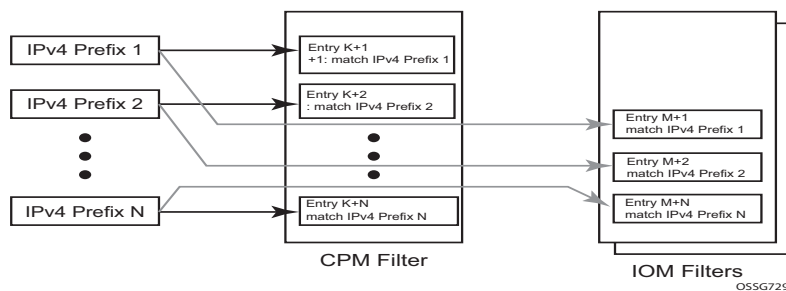 IPv4 Prefix 1
Entry K+1
+1: match IPv4 Prefix 1
IPv4 Prefix 2
Entry K+2
: match IPv4 Prefix 2
Entry M+1
match IPv4 Prefix 1
Entry M+2
match IPv4 Prefix 2
IPv4 Prefix N
Entry K+N
match IPv4 Prefix N
Entry M+N
match IPv4 Prefix N
CPM Filter
IOM Filters
OSSG729